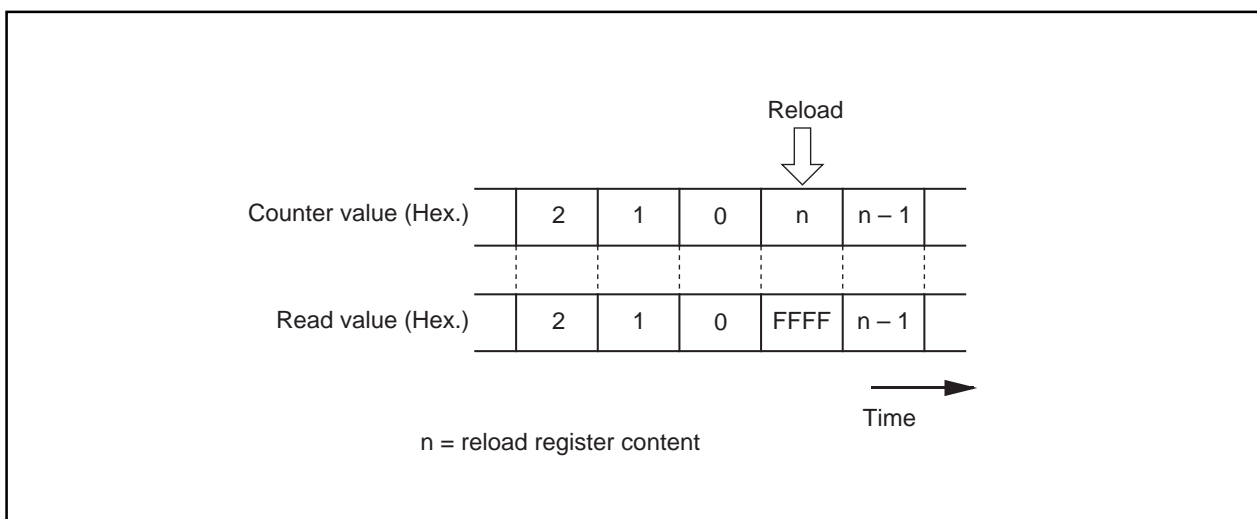 Reload
Counter value (Hex.) 2 1 0 n n – 1
Read value (Hex.) 2 1 0 FFFF n – 1
Time
n = reload register content